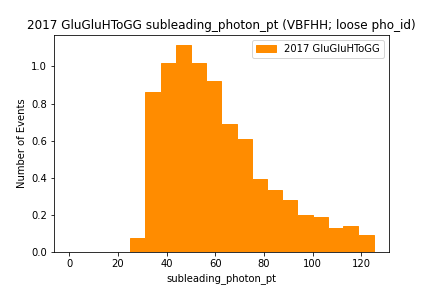 2017 GluGluHToGG subleading_photon_pt (VBFHH; loose pho_id)
2017 GluGluHToGG
Number of Events
1.0
0.8
0.6
0.4
0.2
0.0
0 20 40 60 80 100 120
subleading_photon_pt